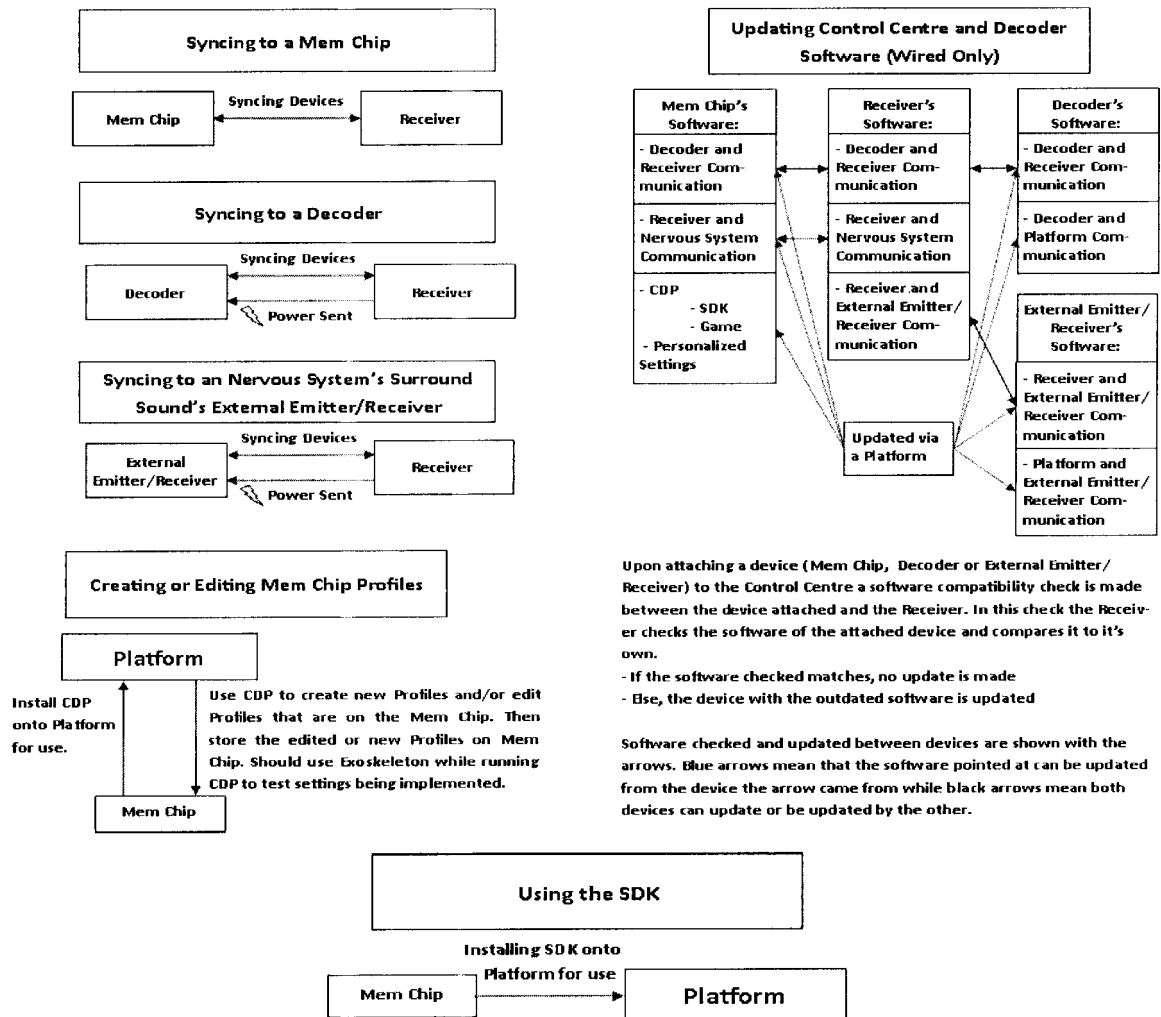 Syncing to a Mem Chip
Syncing Devices
Mem Chip
Receiver
Syncing to a Decoder
Syncing Devices
Decoder
Receiver
Power Sent
Syncing to an Nervous System's Surround
Sound's External Emitter/Receiver
Syncing Devices
External
Emitter/Receiver
Receiver
Power Sent
Creating or Editing Mem Chip Profiles
Platform
Install CDP
onto Platform
for use.
Use CDP to create new Profiles and/or edit
Profiles that are on the Mem Chip. Then
store the edited or new Profiles on Mem
Chip. Should use Exoskeleton while running
CDP to test settings being implemented.
Mem Chip
Updating Control Centre and Decoder
Software (Wired Only)
Mem Chip's
Software:
- Decoder and
Receiver Com-
munication
- Receiver and
Nervous System
Communication
- CDP
- SDK
- Game
- Personalized
Settings
Receiver's
Software:
- Decoder and
Receiver Com-
munication
- Receiver and
Nervous System
Communication
- Receiver and
External Emitter/
Receiver Com-
munication
Decoder's
Software:
- Decoder and
Receiver Com-
munication
- Decoder and
Platform Com-
munication
External Emitter/
Receiver's
Software:
- Receiver and
External Emitter/
Receiver Com-
munication
- Platform and
External Emitter/
Receiver Com-
munication
Updated via
a Platform
Upon attaching a device (Mem Chip, Decoder or External Emitter/
Receiver) to the Control Centre a software compatibility check is made
between the device attached and the Receiver. In this check the Receiv-
er checks the software of the attached device and compares it to it's
own.
- If the software checked matches, no update is made
- Else, the device with the outdated software is updated
Software checked and updated between devices are shown with the
arrows. Blue arrows mean that the software pointed at can be updated
from the device the arrow came from while black arrows mean both
devices can update or be updated by the other.
Using the SDK
Installing SDK onto
Platform for use
Mem Chip
Platform